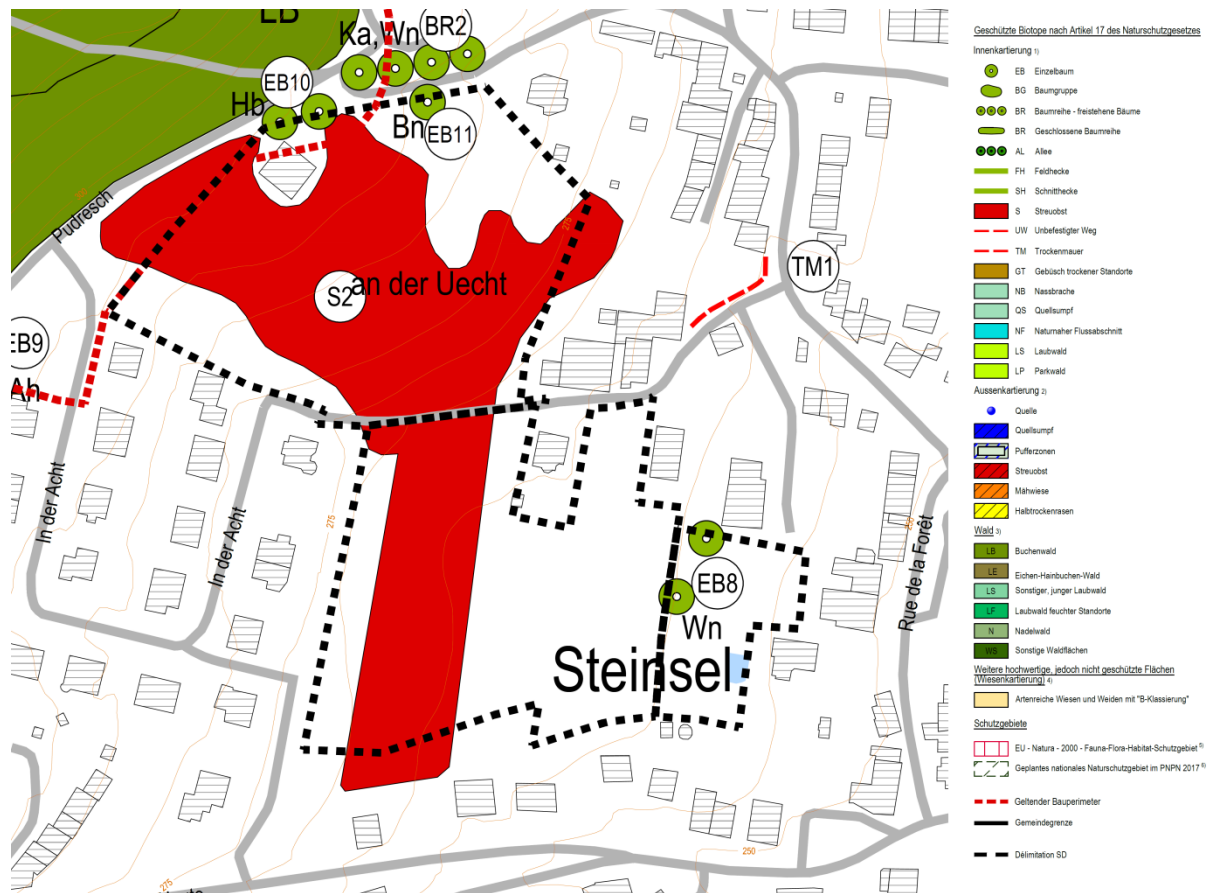 LB
Ka,Wn
BR2
EB10
Hb
Bn
EB11
Pudresch
275
an der Uecht
S2
TM1
EB9
Ah
In der Acht
In der Acht
275
Rue de la Forêt
EB8
Wn
Steinsel
250
275
Geschützte Biotope nach Artikel 17 des Naturschutzgesetzes
Innenkartierung 1)
EB Einzelbaum
BG Baumgruppe
BR Baumreihe - freistehene Bäume
BR Geschlossene Baumreihe
AL Allee
FH Feldhecke
SH Schnitthecke
S Streuobst
UW Unbefestigter Weg
TM Trockenmauer
GT Gebüsch trockener Standorte
NB Nassbrache
QS Quellsumpf
NF Naturnaher Flussabschnitt
LS Laubwald
LP Parkwald
Aussenkartierung 2)
Quelle
Quellsumpf
Pufferzonen
Streuobst
Mähwiese
Halbtrockenrasen
Wald 3)
LB Buchenwald
LE Eichen-Hainbuchen-Wald
LS Sonstiger, junger Laubwald
LF Laubwald feuchter Standorte
N Nadelwald
WS Sonstige Waldflächen
Weitere hochwertige, jedoch nicht geschützte Flächen
(Wiesenkartierung) 4)
Artenreiche Wiesen und Weiden mit "B-Klassierung"
Schutzgebiete
EU - Natura - 2000 - Fauna-Flora-Habitat-Schutzgebiet 5)
Geplantes nationales Naturschutzgebiet im PNPN 2017 6)
Geltender Bauperimeter
Gemeindegrenze
Délimitation SD